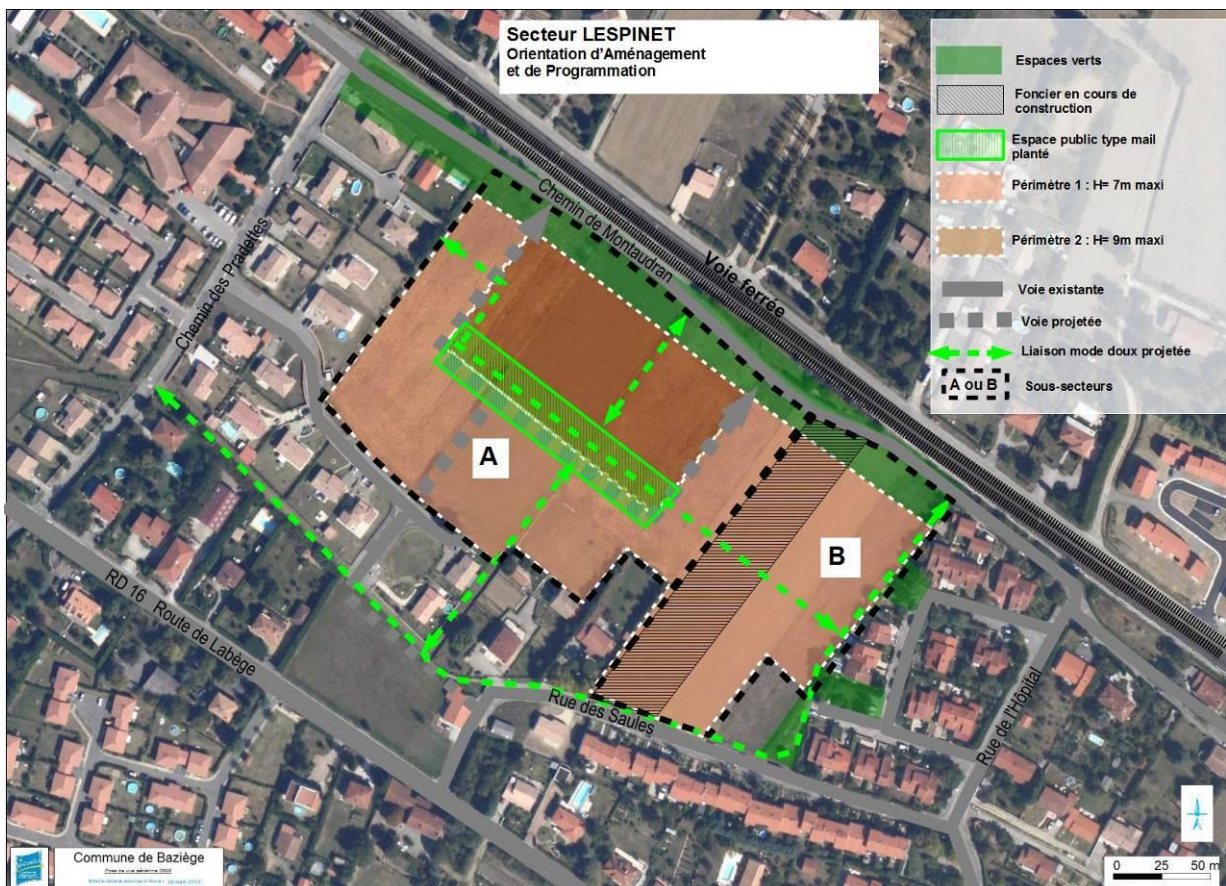 Secteur LESPINET
Orientation d'Aménagement
et de Programmation
Espaces verts
Foncier en cours de
construction
Espace public type mail
planté
Périmètre 1 : H= 7m maxi
Périmètre 2 : H= 9m maxi
Voie existante
Voie projetée
Liaison mode doux projetée
A ou B
Sous-secteurs
Chemin de Montaudran
Voie ferrée
Chemin des Pradettes
A
B
RD 16 Route de Labège
Rue des Saules
Rue de l'Hôpital
Commune de Baziège
0 25 50 m